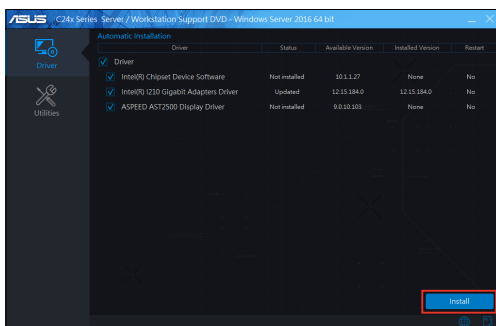 ASUS C24x Series Server / Workstation Support DVD - Windows Server 2016 64 bit
Automatic Installation
Driver Status Available Version Installed Version Restart
Driver
Intel(R) Chipset Device Software Not installed 10.1.1.27 None No
Intel(R) I210 Gigabit Adapters Driver Updated 12.15.184.0 12.15.184.0 No
ASPEED AST2500 Display Driver Not installed 9.0.10.103 None No
Driver
Utilities
Install